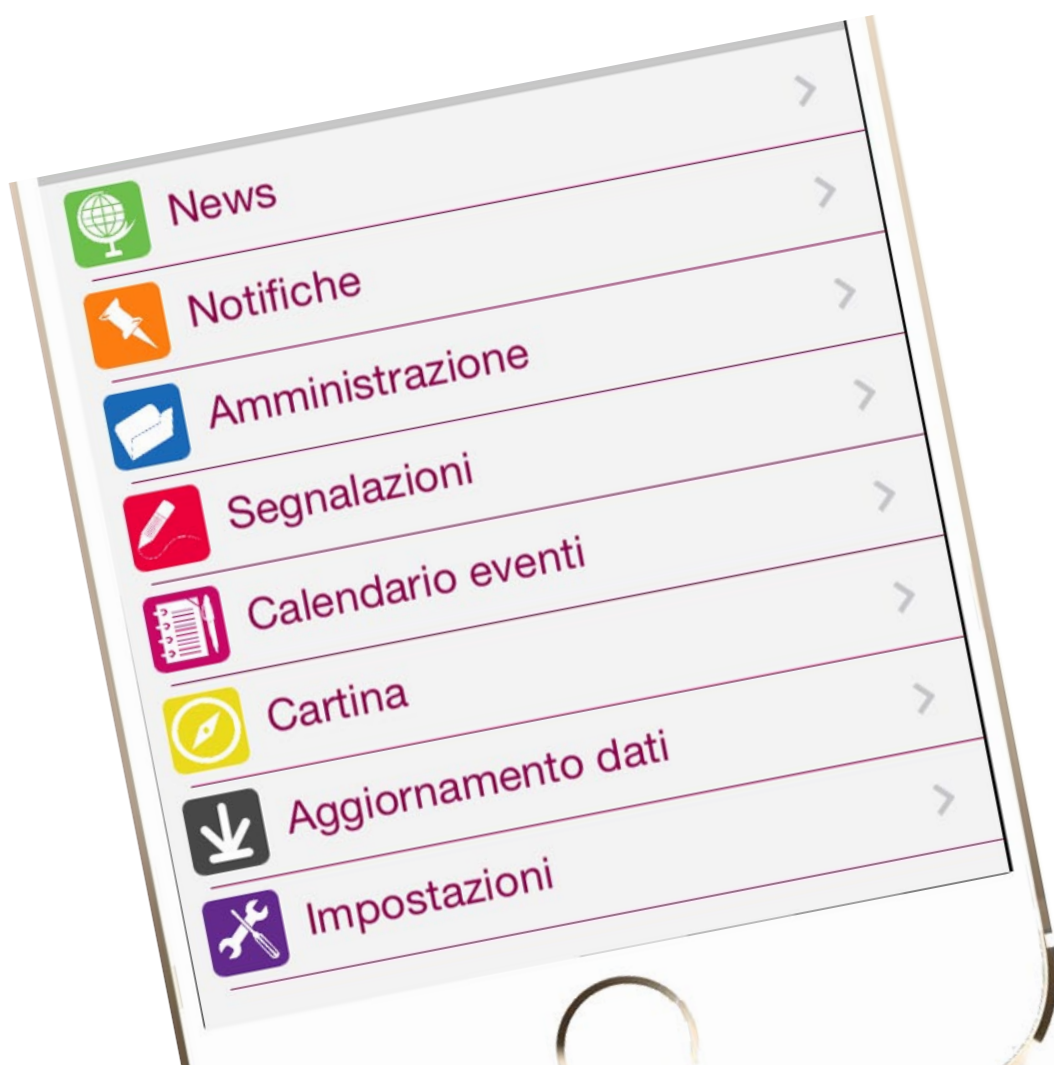 News
Notifiche
Amministrazione
Segnalazioni
Calendario eventi
Cartina
Aggiornamento dati
Impostazioni